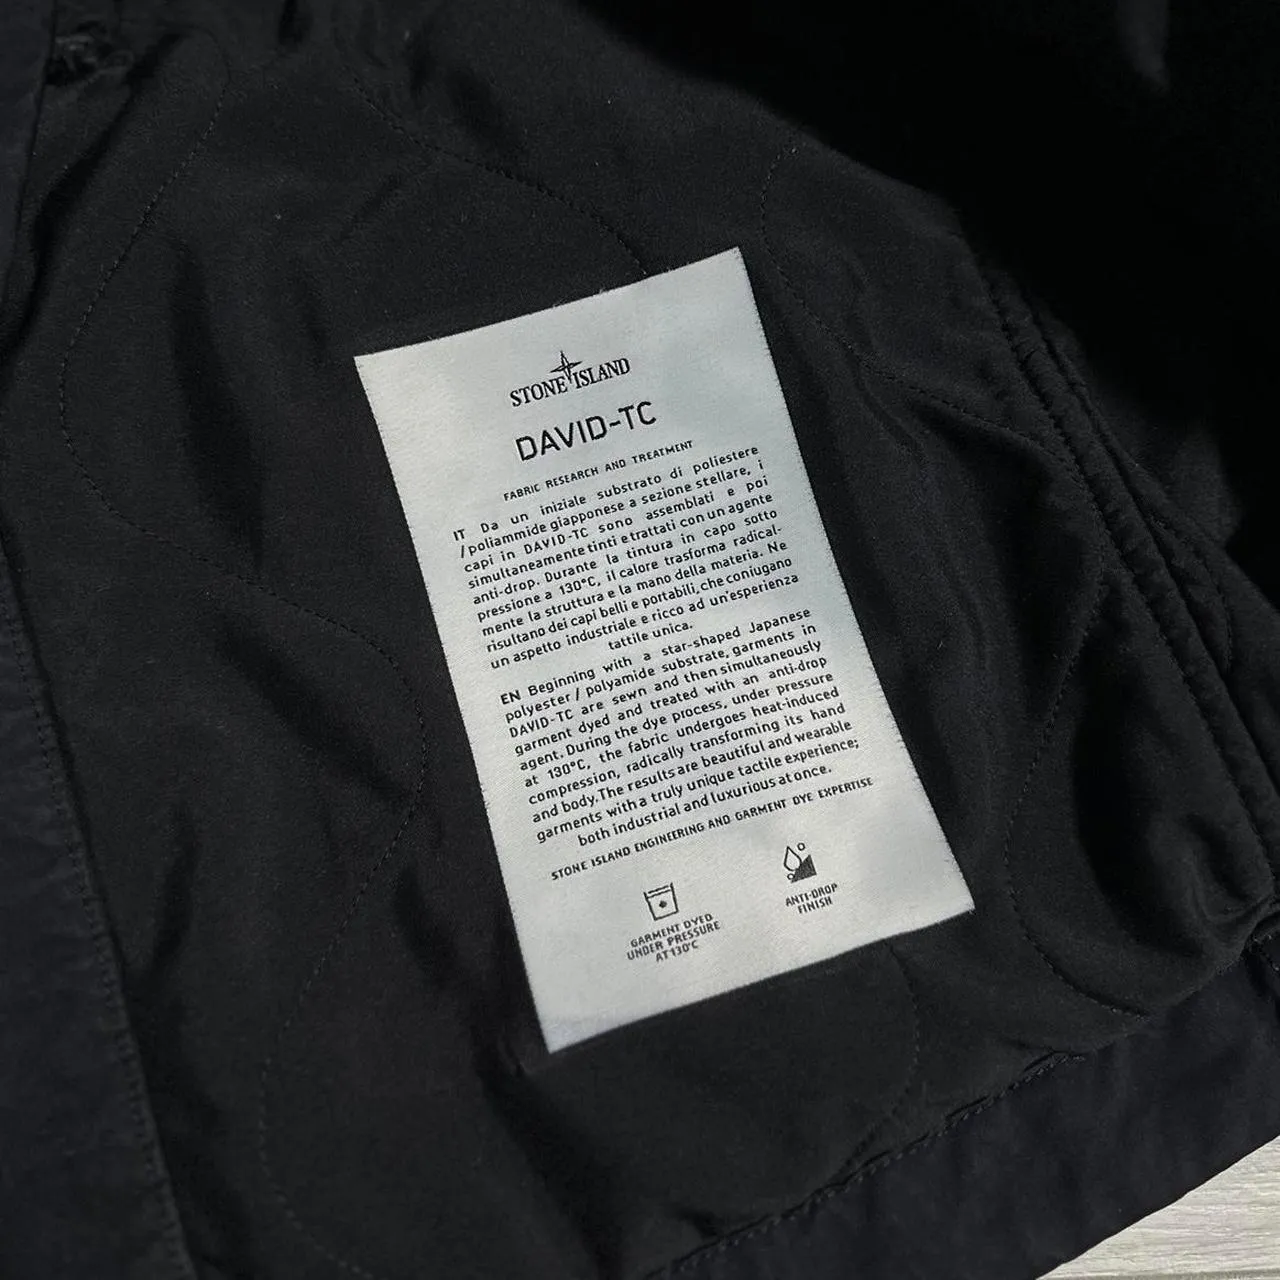 STONE ISLAND
DAVID-TC
FABRIC RESEARCH AND TREATMENT
IT Da un iniziale substrato di poliestere
/ poliammide giapponese a sezione stellare, i
capi in DAVID-TC sono assemblati e poi
simultaneamente tinti e trattati con un agente
anti-drop. Durante la tintura in capo sotto
pressione a 130°C, il calore trasforma radical-
mente la struttura e la mano della materia. Ne
risultano dei capi belli e portabili, che coniugano
un aspetto industriale e ricco ad un'esperienza
tattile unica.
EN Beginning with a star-shaped Japanese
polyester / polyamide substrate, garments in
DAVID-TC are sewn and then simultaneously
garment dyed and treated with an anti-drop
agent. During the dye process, under pressure
at 130°C, the fabric undergoes heat-induced
compression, radically transforming its hand
and body. The results are beautiful and wearable
garments with a truly unique tactile experience;
both industrial and luxurious at once.
STONE ISLAND ENGINEERING AND GARMENT DYE EXPERTISE
GARMENT DYED
UNDER PRESSURE
AT 130°C
ANTI-DROP
FINISH